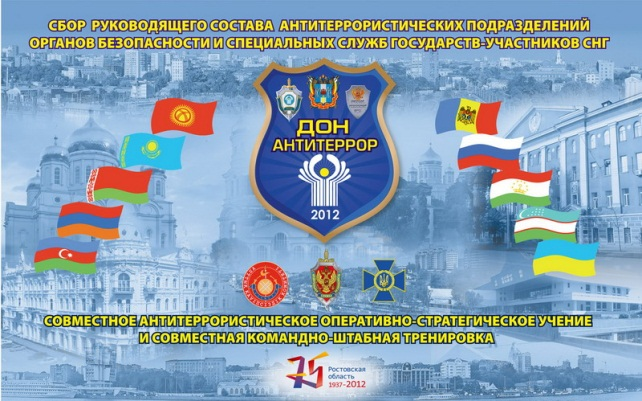 СБОР РУКОВОДЯЩЕГО СОСТАВА АНТИТЕРРОРИСТИЧЕСКИХ ПОДРАЗДЕЛЕНИЙ
ОРГАНОВ БЕЗОПАСНОСТИ И СПЕЦИАЛЬНЫХ СЛУЖБ ГОСУДАРСТВ-УЧАСТНИКОВ СНГ
ДОН
АНТИТЕРРОР
2012
СОВМЕСТНОЕ АНТИТЕРРОРИСТИЧЕСКОЕ ОПЕРАТИВНО-СТРАТЕГИЧЕСКОЕ УЧЕНИЕ
И СОВМЕСТНАЯ КОМАНДНО-ШТАБНАЯ ТРЕНИРОВКА
75
Ростовская
область
1937-2012